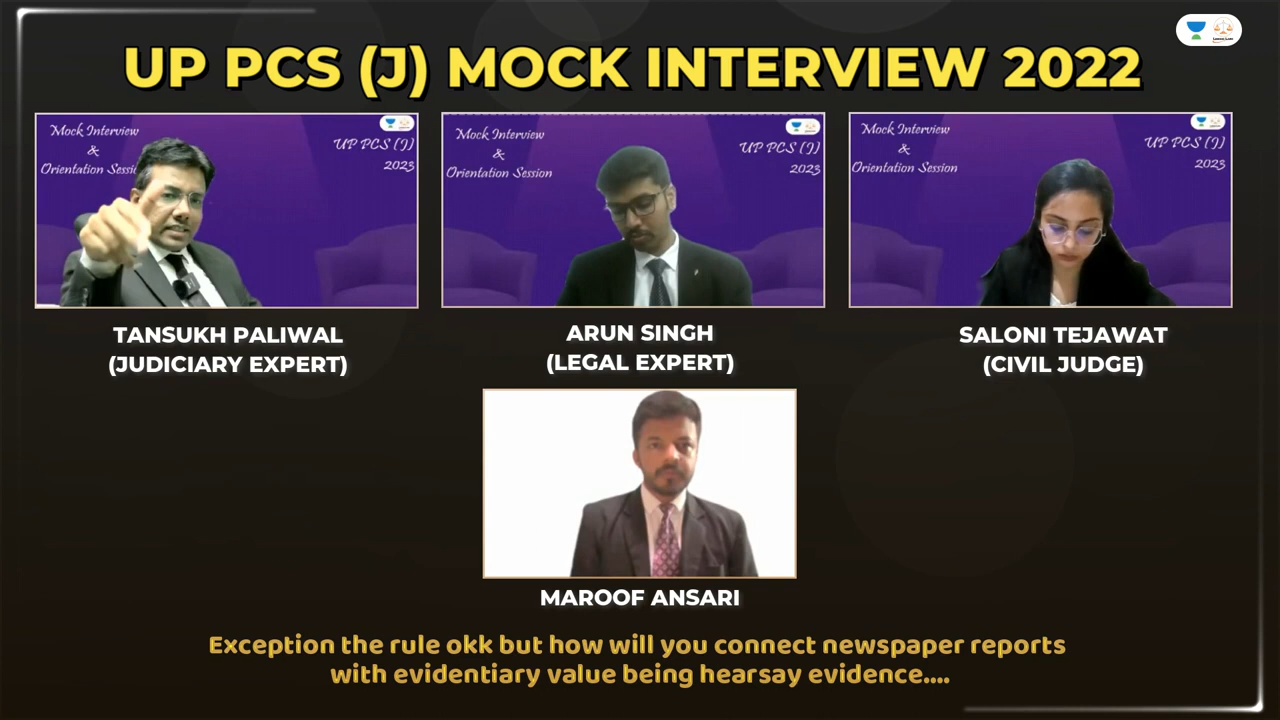 UP PCS (J) MOCK INTERVIEW 2022
Mock Interview
&
Orientation Sessi
UP PCS (J)
2023
Mock Interview
&
Orientation Session
UP PCS (J)
2023
Mock Interview
&
Orientation Session
UP PCS (J)
2023
TANSUKH PALIWAL
(JUDICIARY EXPERT)
ARUN SINGH
(LEGAL EXPERT)
SALONI TEJAWAT
(CIVIL JUDGE)
MAROOF ANSARI
Exception the rule okk but how will you connect newspaper reports
with evidentiary value being hearsay evidence....